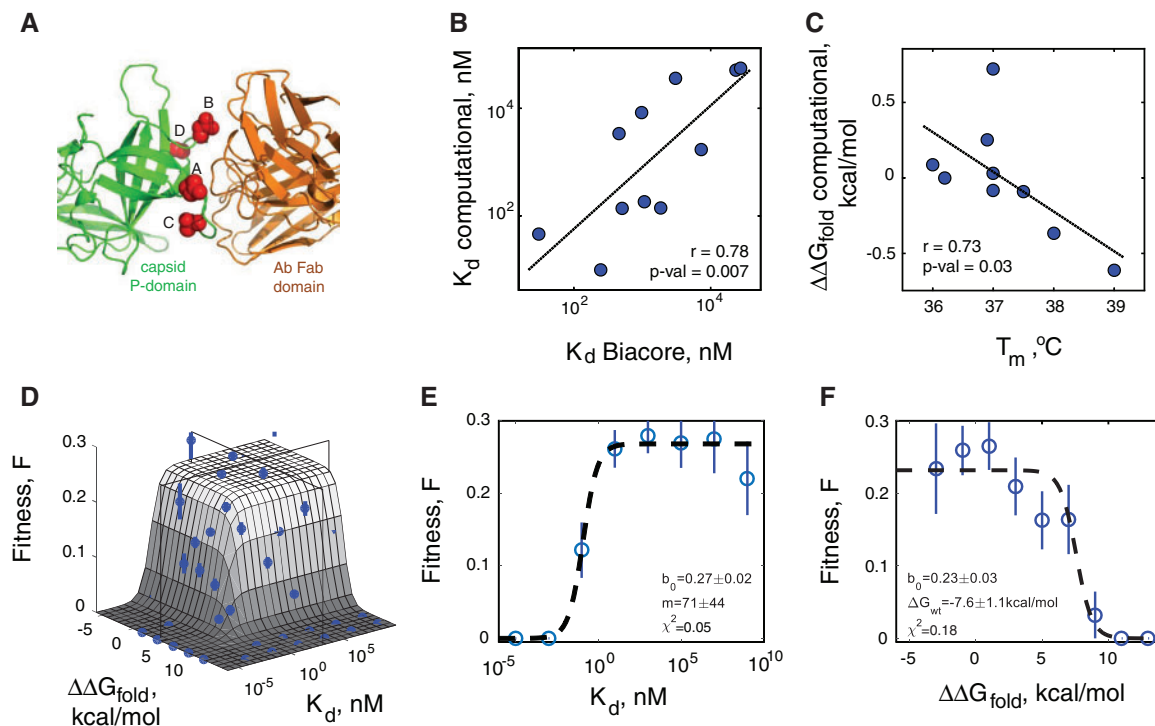 A
B
D
A
C
capsid
P-domain
Ab Fab
domain
B
K_d computational, nM
10^4
10^2
r = 0.78
p-val = 0.007
10^2
10^4
K_d Biacore, nM
C
ΔΔG_fold computational,
kcal/mol
0.5
0
-0.5
r = 0.73
p-val = 0.03
36
37
38
39
T_m ,°C
D
Fitness, F
0.3
0.2
0.1
0
-5
0
5
10
10^-5
10^0
10^5
ΔΔG_fold,
kcal/mol
K_d, nM
E
Fitness, F
0.3
0.2
0.1
0
b_0=0.27±0.02
m=71±44
χ^2=0.05
10^-5
10^0
10^5
10^10
K_d, nM
F
Fitness, F
0.3
0.2
0.1
0
b_0=0.23±0.03
ΔG_wt=-7.6±1.1kcal/mol
χ^2=0.18
-5
0
5
10
ΔΔG_fold, kcal/mol